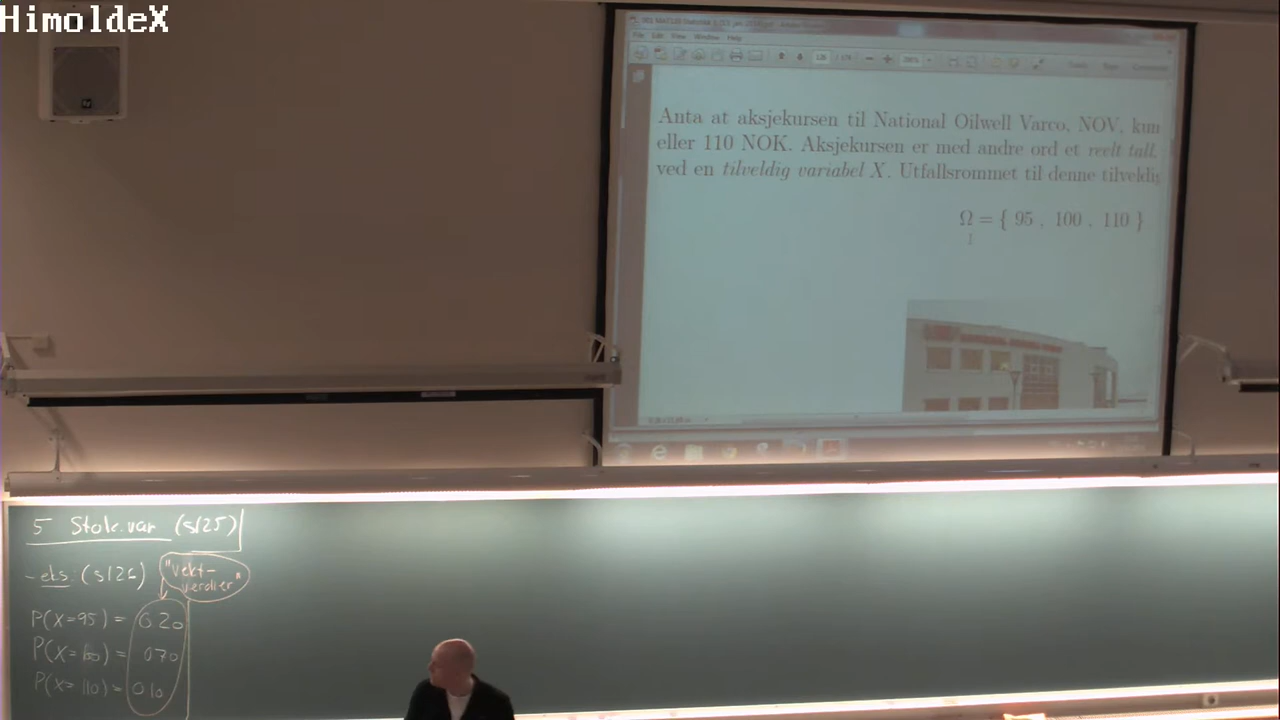 HimoldeX
Anta at aksjekursen til National Oilwell Varco, NOV, kun
eller 110 NOK. Aksjekursen er med andre ord et reelt tall,
ved en tilveldig variabel X. Utfallsrommet til denne tilveldig
Ω = { 95 , 100 , 110 }
5 Stok.var (s125)
- eks: (s126) "Vekt-
verdier"
P(X=95) = 0.20
P(X=100) = 0.70
P(X=110) = 0.10